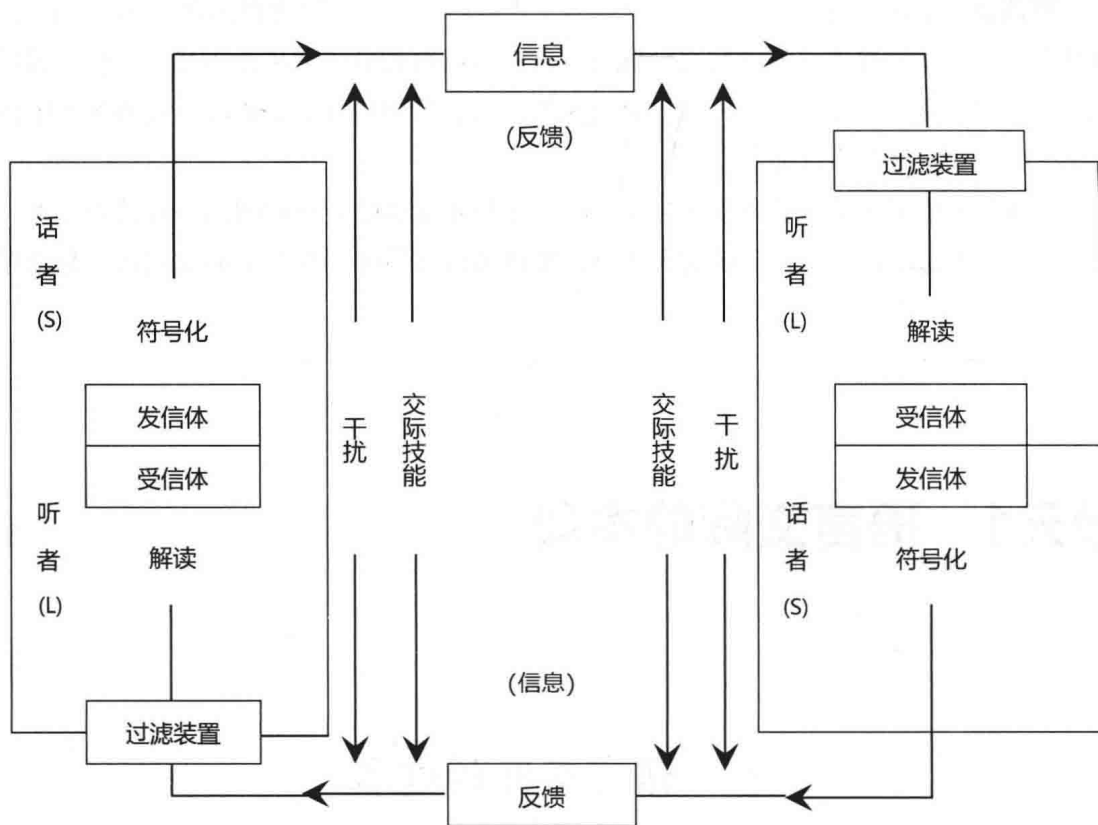 信息
(反馈)
过滤装置
话
者
(S)
符号化
听
者
(L)
解读
发信体
受信体
干扰
交际技能
交际技能
干扰
受信体
发信体
听
者
(L)
解读
话
者
(S)
符号化
(信息)
过滤装置
反馈